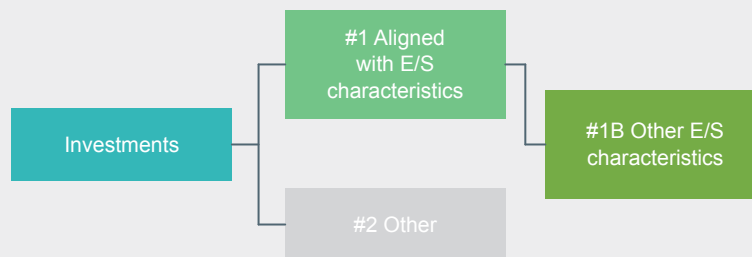 Investments
#1 Aligned
with E/S
characteristics
#2 Other
#1B Other E/S
characteristics